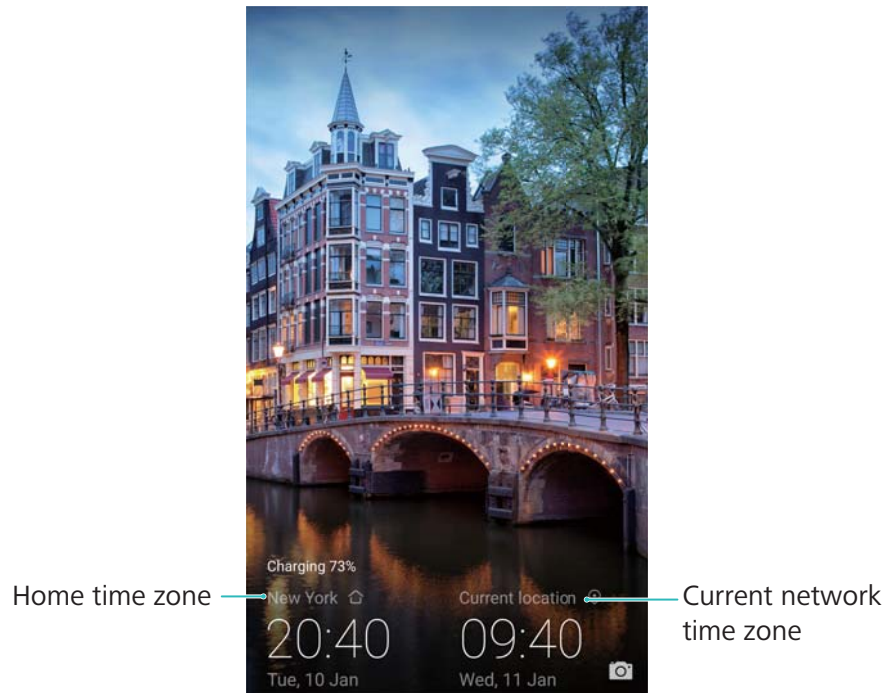 Charging 73%
Home time zone
New York
Current location
Current network
time zone
20:40
09:40
Tue, 10 Jan
Wed, 11 Jan